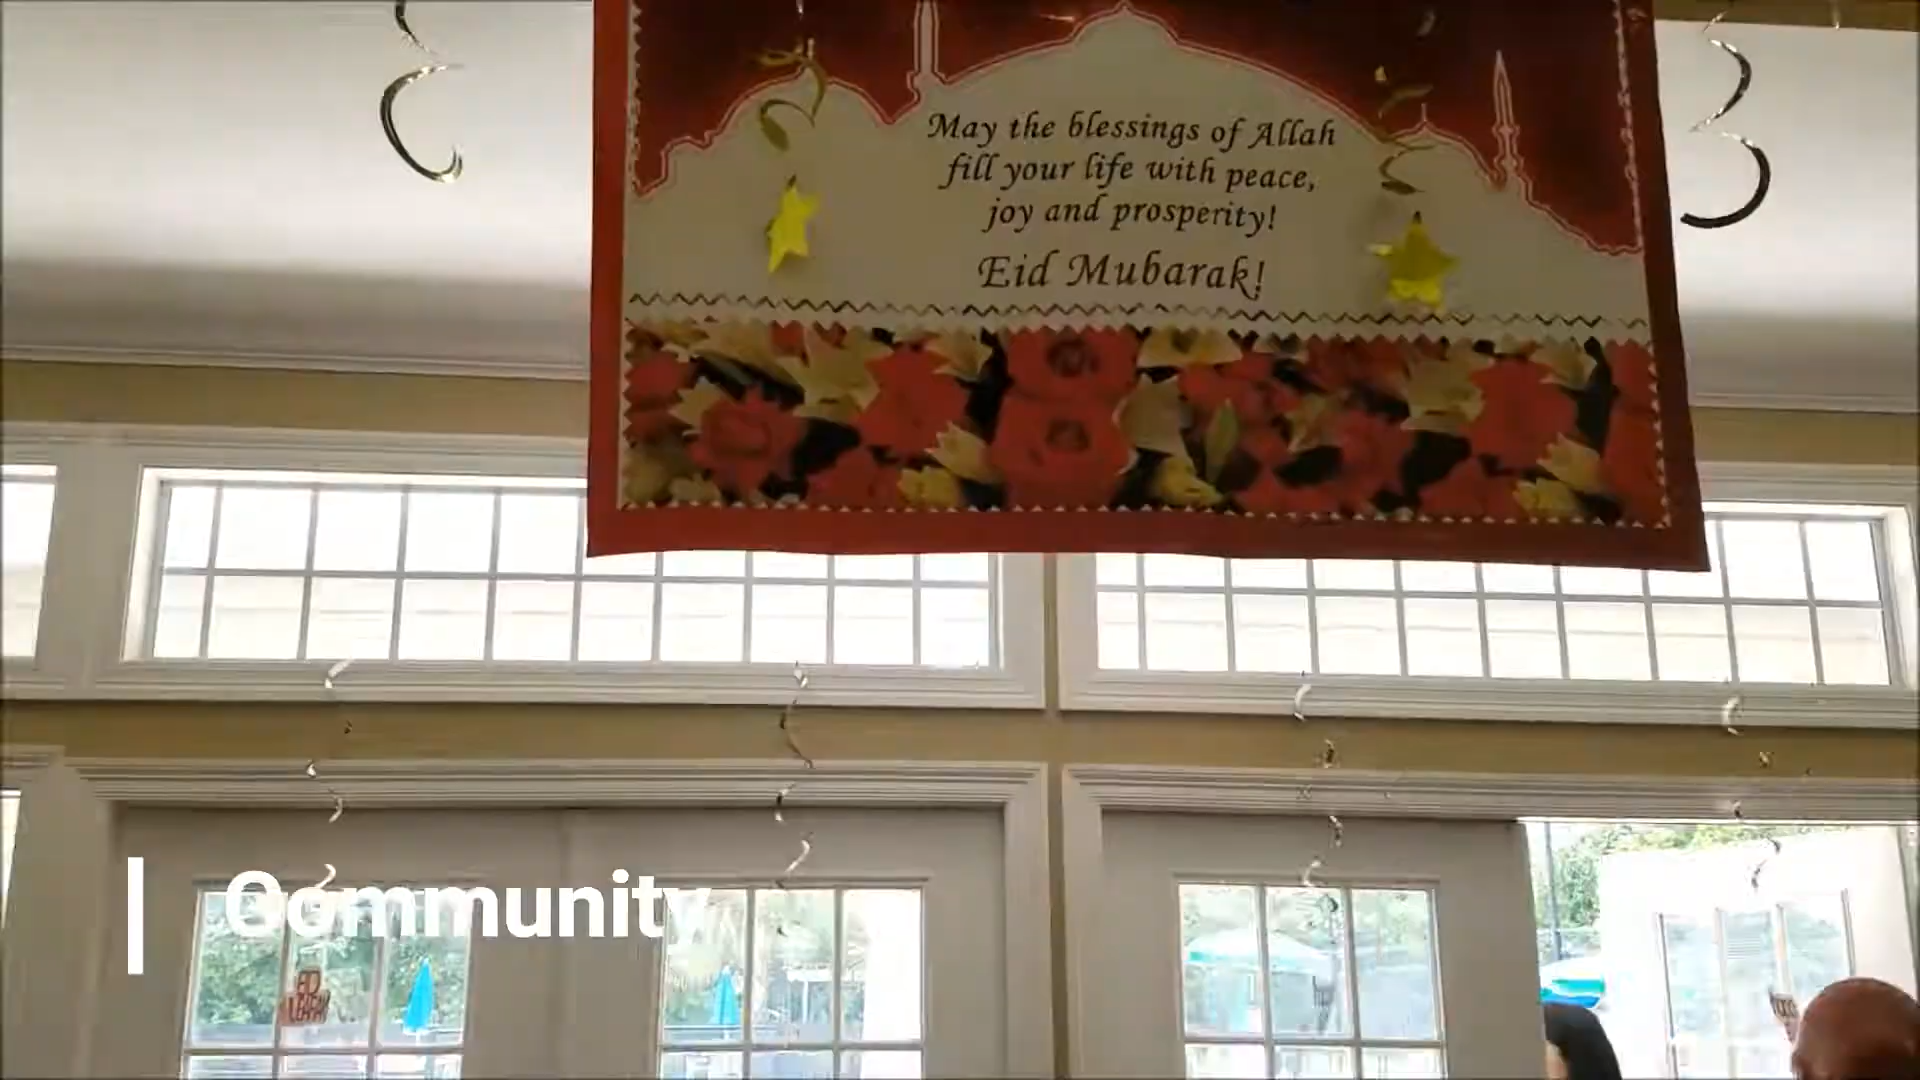 May the blessings of Allah
fill your life with peace,
joy and prosperity!
Eid Mubarak!
Community